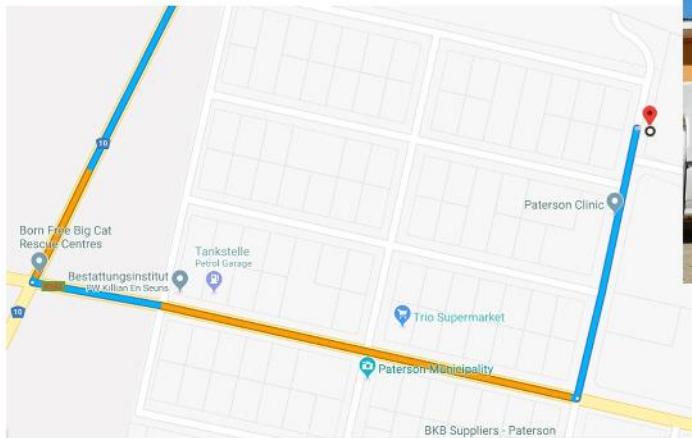 10
Paterson Clinic
Born Free Big Cat
Rescue Centres
Tankstelle
Petrol Garage
Bestattungsinstitut
PW Killian En Seuns
10
Trio Supermarket
Paterson Municipality
BKB Suppliers - Paterson